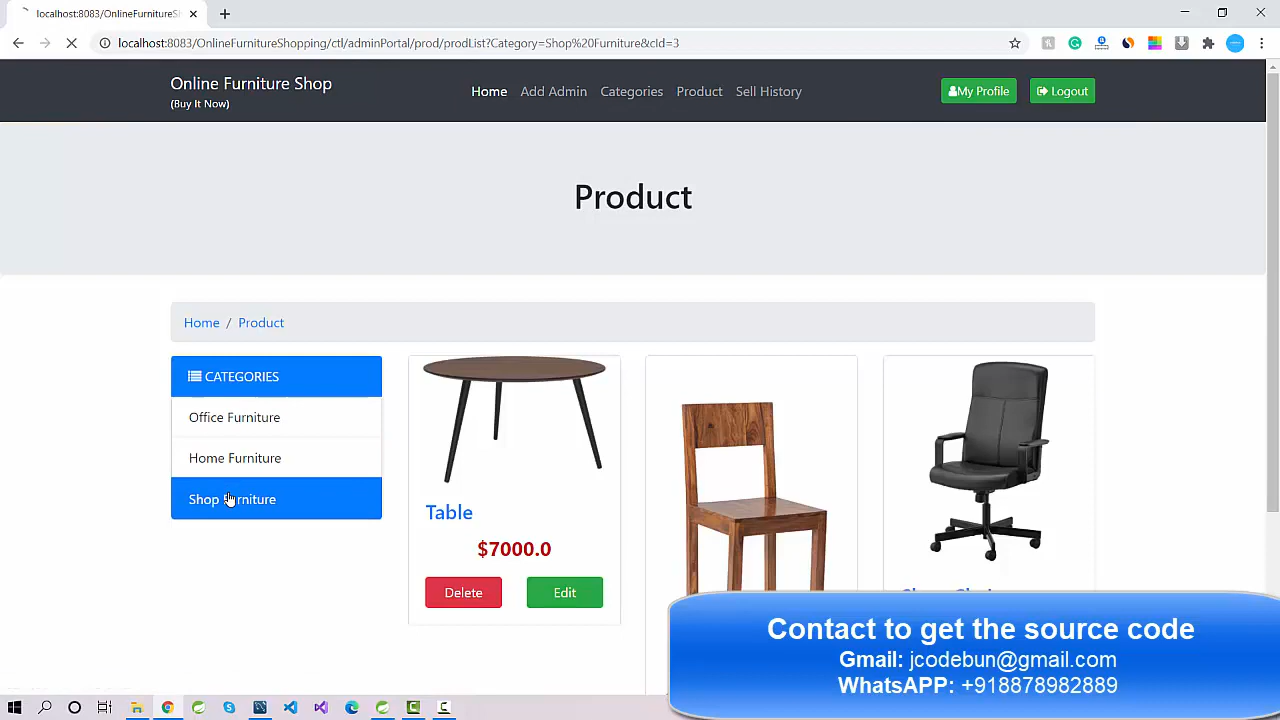 localhost:8083/OnlineFurnitureS
localhost:8083/OnlineFurnitureShopping/ctl/adminPortal/prod/prodList?Category=Shop%20Furniture&cId=3
Online Furniture Shop
(Buy It Now)
Home
Add Admin
Categories
Product
Sell History
My Profile
Logout
Product
Home / Product
CATEGORIES
Office Furniture
Home Furniture
Shop Furniture
Table
$7000.0
Delete
Edit
Contact to get the source code
Gmail: jcodebun@gmail.com
WhatsAPP: +918878982889